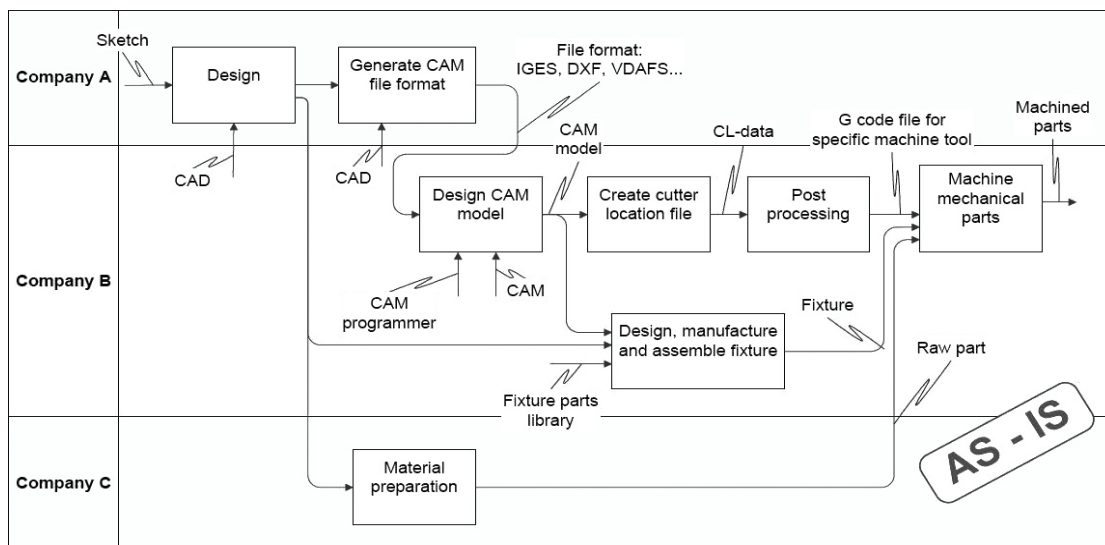 Sketch
Company A
Design
Generate CAM
file format
File format:
IGES, DXF, VDAFS...
CAD
CAD
CAM
model
CL-data
G code file for
specific machine tool
Machined
parts
Company B
Design CAM
model
Create cutter
location file
Post
processing
Machine
mechanical
parts
CAM
programmer
CAM
Design, manufacture
and assemble fixture
Fixture
Raw part
Fixture parts
library
AS - IS
Company C
Material
preparation